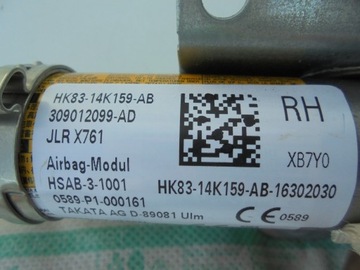 HK83-14K159-AB
309012099-AD
JLR X761
Airbag-Modul
HSAB-3-1001
0589-P1-000161
TAKATA AG D-89081 Ulm
RH
XB7Y0
HK83-14K159-AB-16302030
CE 0589